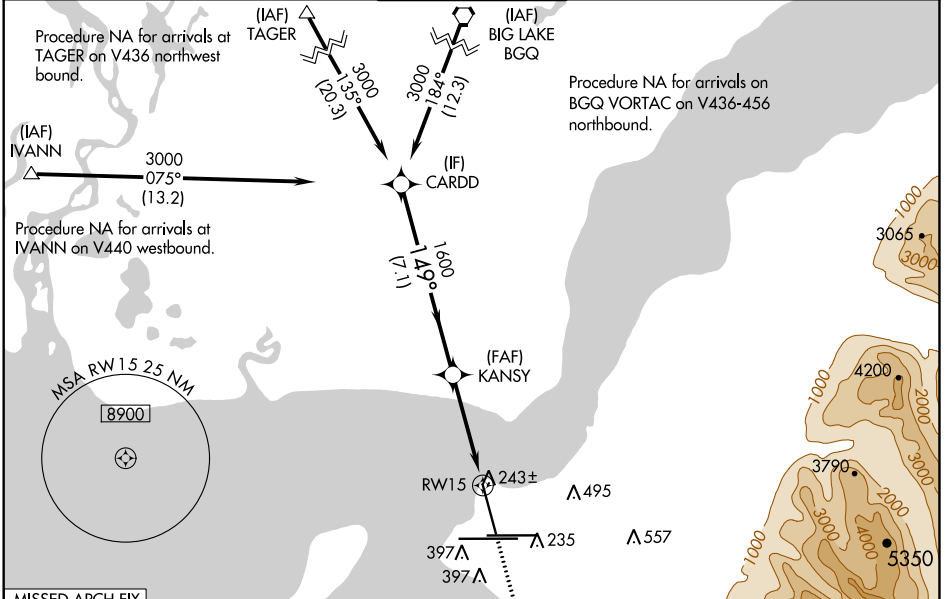 (IAF)
TAGER
(IAF)
BIG LAKE
BGQ
Procedure NA for arrivals at
TAGER on V436 northwest
bound.
3000
135°
(20.3)
3000
184°
(12.3)
Procedure NA for arrivals on
BGQ VORTAC on V436-456
northbound.
(IAF)
IVANN
3000
075°
(13.2)
(IF)
CARDD
Procedure NA for arrivals at
IVANN on V440 westbound.
1600
149°
(7.1)
1000
3065
3000
(FAF)
KANSY
MSA RW15 25 NM
8900
4200
1000
2000
3000
RW15
243±
495
3790
2000
3000
4000
1000
5350
235
557
397
397
MISSED APCH FIX